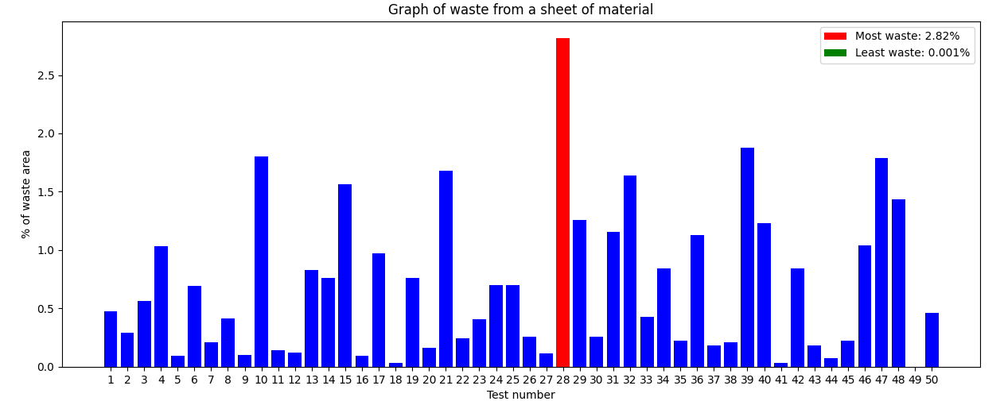 Graph of waste from a sheet of material
Most waste: 2.82%
Least waste: 0.001%
% of waste area
2.5
2.0
1.5
1.0
0.5
0.0
1 2 3 4 5 6 7 8 9 10 11 12 13 14 15 16 17 18 19 20 21 22 23 24 25 26 27 28 29 30 31 32 33 34 35 36 37 38 39 40 41 42 43 44 45 46 47 48 49 50
Test number